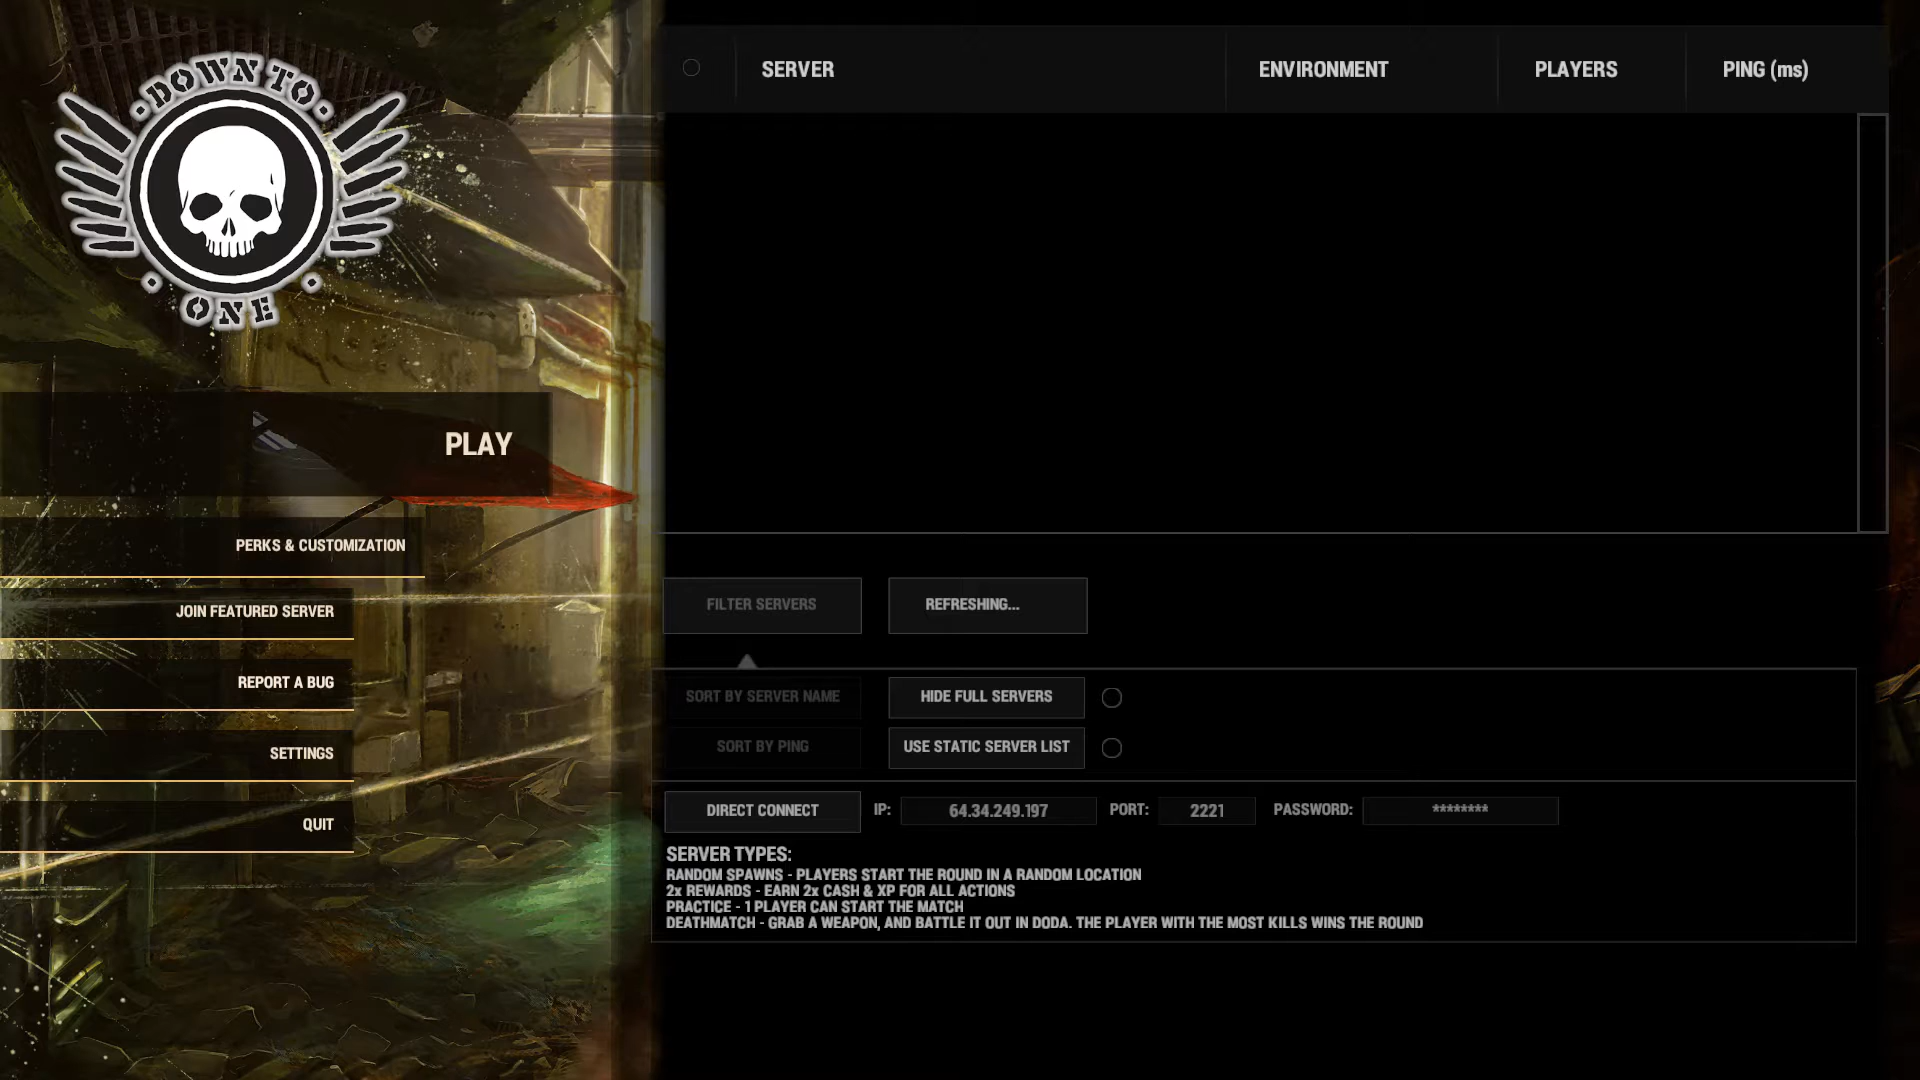 DOWN TO
ONE
PLAY
PERKS & CUSTOMIZATION
JOIN FEATURED SERVER
REPORT A BUG
SETTINGS
QUIT
SERVER ENVIRONMENT PLAYERS PING (ms)
FILTER SERVERS REFRESHING...
SORT BY SERVER NAME HIDE FULL SERVERS
SORT BY PING USE STATIC SERVER LIST
DIRECT CONNECT IP: 64.34.249.197 PORT: 2221 PASSWORD: ********
SERVER TYPES:
RANDOM SPAWNS - PLAYERS START THE ROUND IN A RANDOM LOCATION
2x REWARDS - EARN 2x CASH & XP FOR ALL ACTIONS
PRACTICE - 1 PLAYER CAN START THE MATCH
DEATHMATCH - GRAB A WEAPON, AND BATTLE IT OUT IN DODA. THE PLAYER WITH THE MOST KILLS WINS THE ROUND